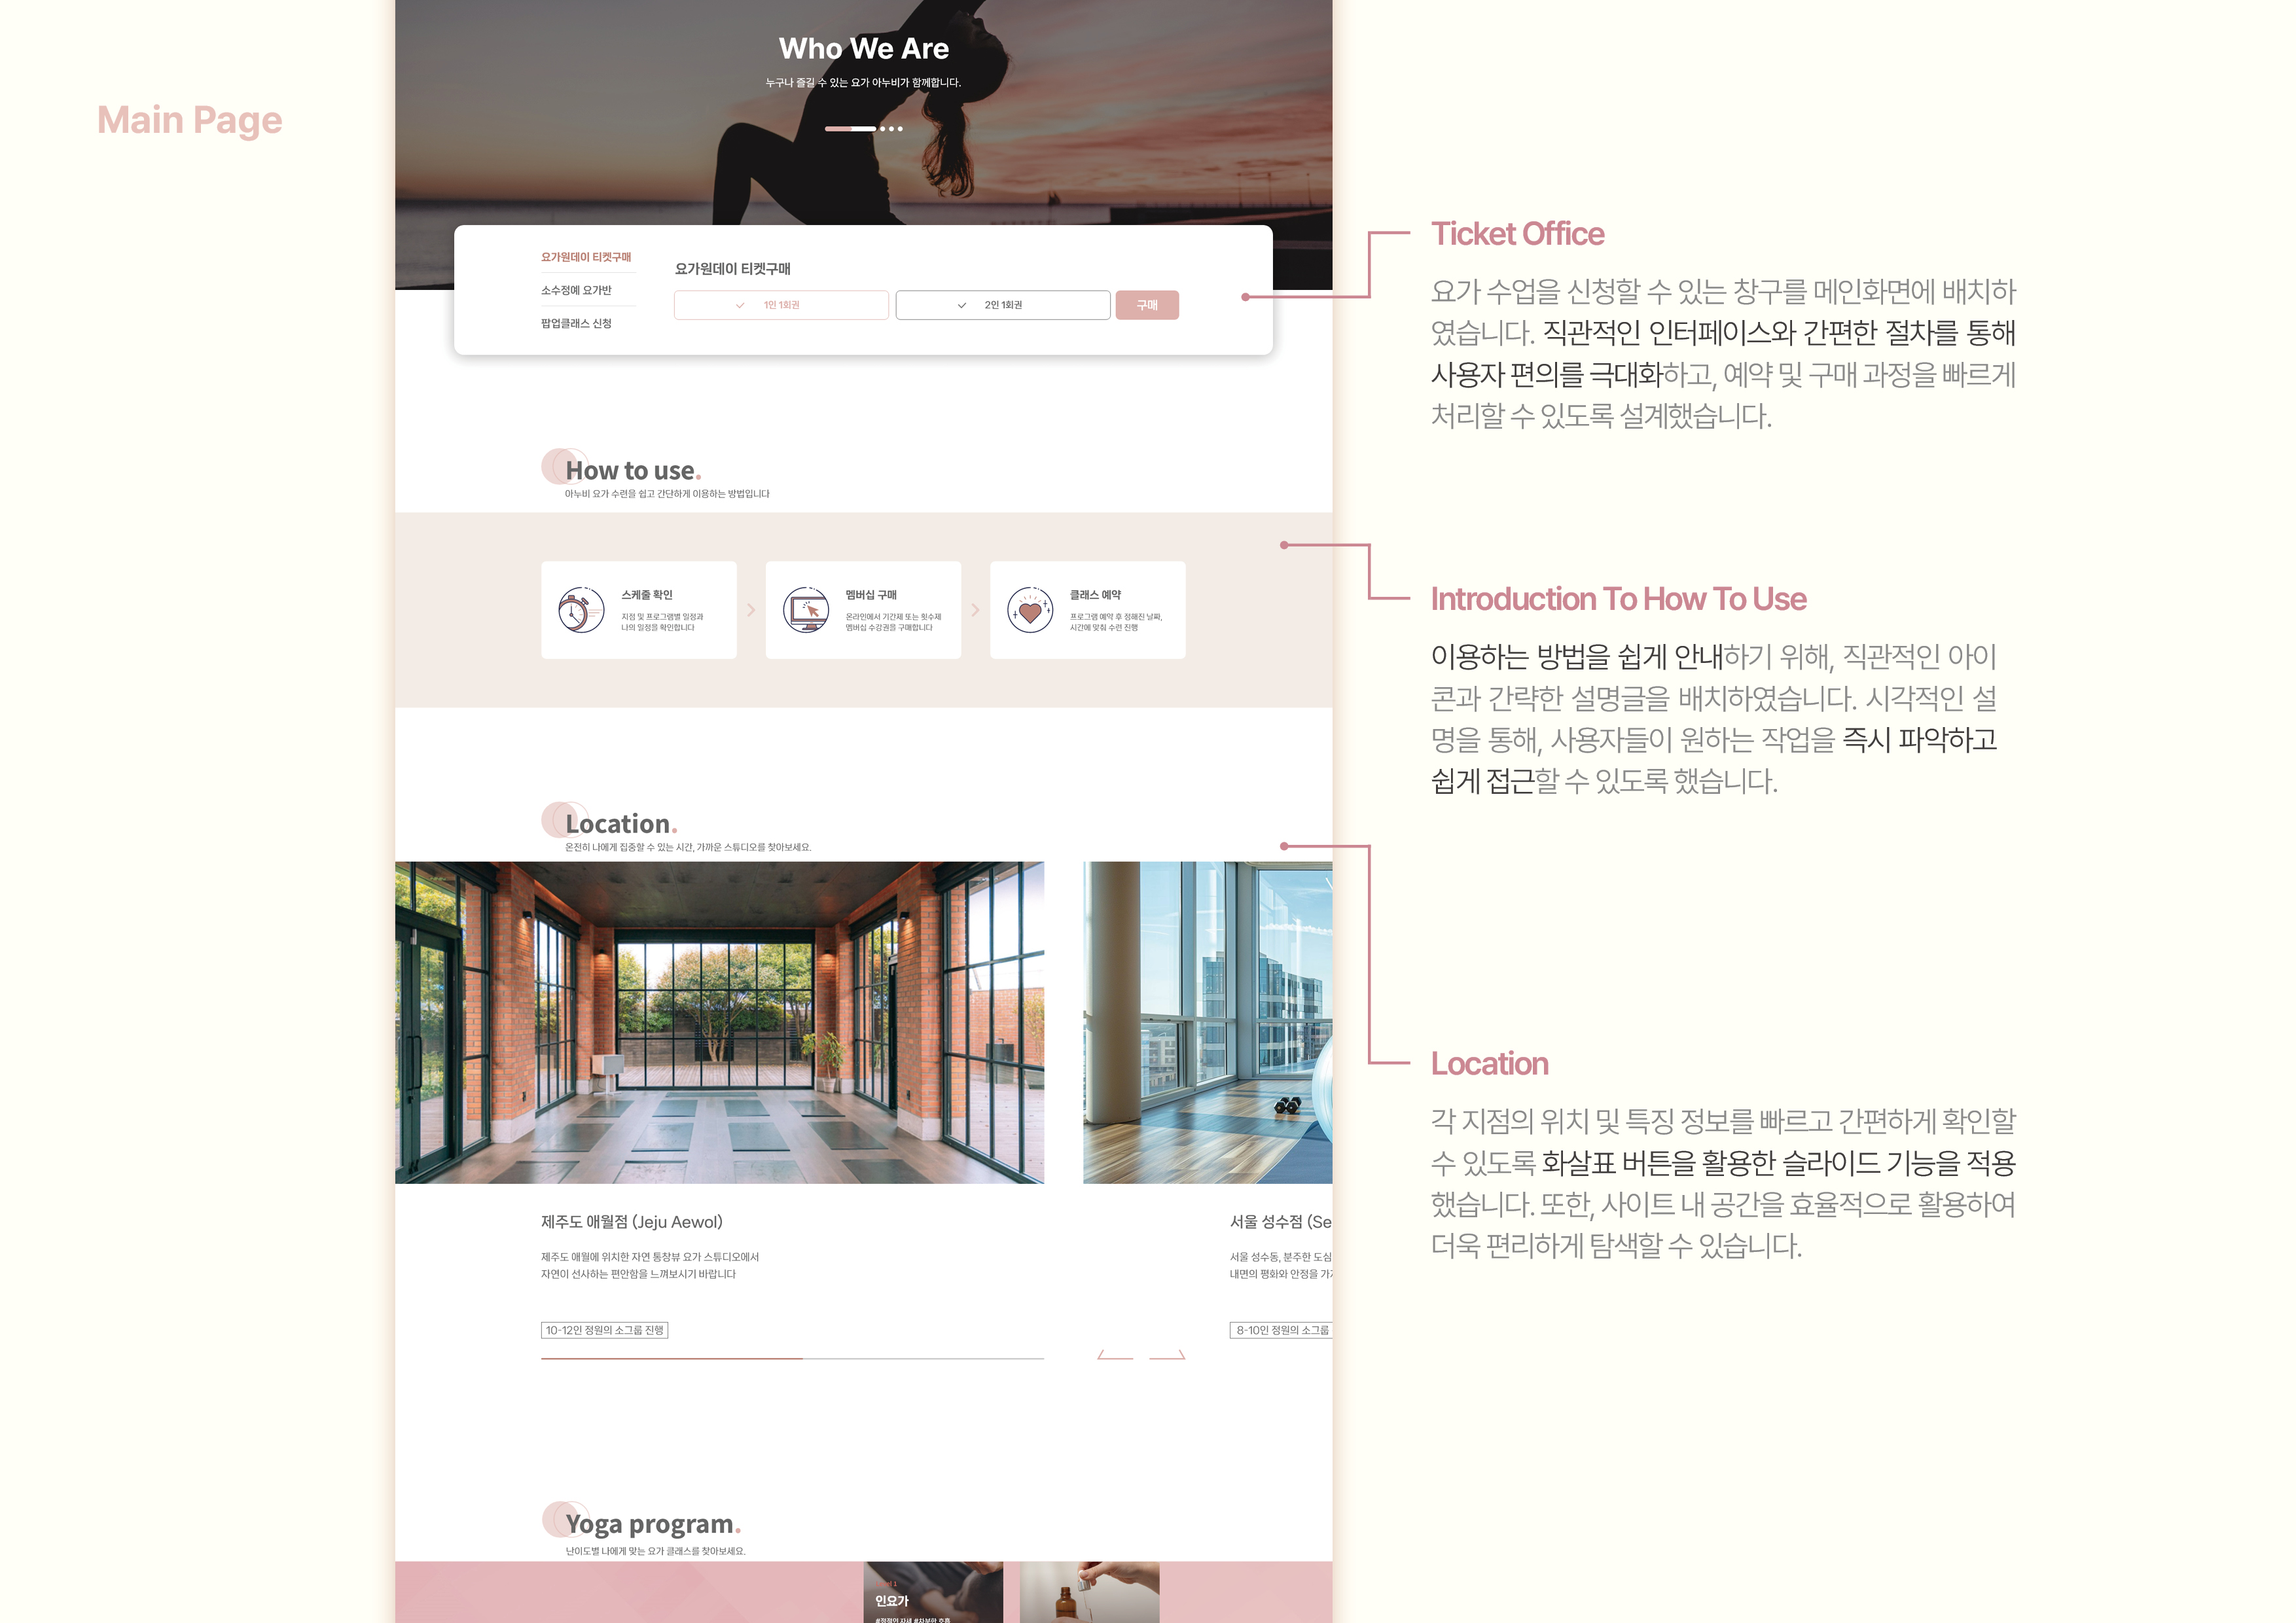 Main Page
Who We Are
누구나 즐길 수 있는 요가 아누비가 함께합니다.
요가원데이 티켓구매
소수정예 요가반
팝업클래스 신청
요가원데이 티켓구매
1인 1회권
2인 1회권
구매
How to use.
아누비 요가 수련을 쉽고 간단하게 이용하는 방법입니다
스케줄 확인
지점 및 프로그램별 일정과
나의 일정을 확인합니다
멤버십 구매
온라인에서 기간제 또는 횟수제
멤버십 수강권을 구매합니다
클래스 예약
프로그램 예약 후 정해진 날짜,
시간에 맞춰 수련 진행
Location.
온전히 나에게 집중할 수 있는 시간, 가까운 스튜디오를 찾아보세요.
제주도 애월점 (Jeju Aewol)
제주도 애월에 위치한 자연 통창뷰 요가 스튜디오에서
자연이 선사하는 편안함을 느껴보시기 바랍니다
10-12인 정원의 소그룹 진행
서울 성수점 (Se
서울 성수동, 분주한 도심
내면의 평화와 안정을
8-10인 정원의 소그룹
Yoga program.
난이도별 나에게 맞는 요가 클래스를 찾아보세요.
인요가
#정적인 자세 #차분한 호흡
Ticket Office
요가 수업을 신청할 수 있는 창구를 메인화면에 배치하
였습니다. 직관적인 인터페이스와 간편한 절차를 통해
사용자 편의를 극대화하고, 예약 및 구매 과정을 빠르게
처리할 수 있도록 설계했습니다.
Introduction To How To Use
이용하는 방법을 쉽게 안내하기 위해, 직관적인 아이
콘과 간략한 설명글을 배치하였습니다. 시각적인 설
명을 통해, 사용자들이 원하는 작업을 즉시 파악하고
쉽게 접근할 수 있도록 했습니다.
Location
각 지점의 위치 및 특징 정보를 빠르고 간편하게 확인할
수 있도록 화살표 버튼을 활용한 슬라이드 기능을 적용
했습니다. 또한, 사이트 내 공간을 효율적으로 활용하여
더욱 편리하게 탐색할 수 있습니다.